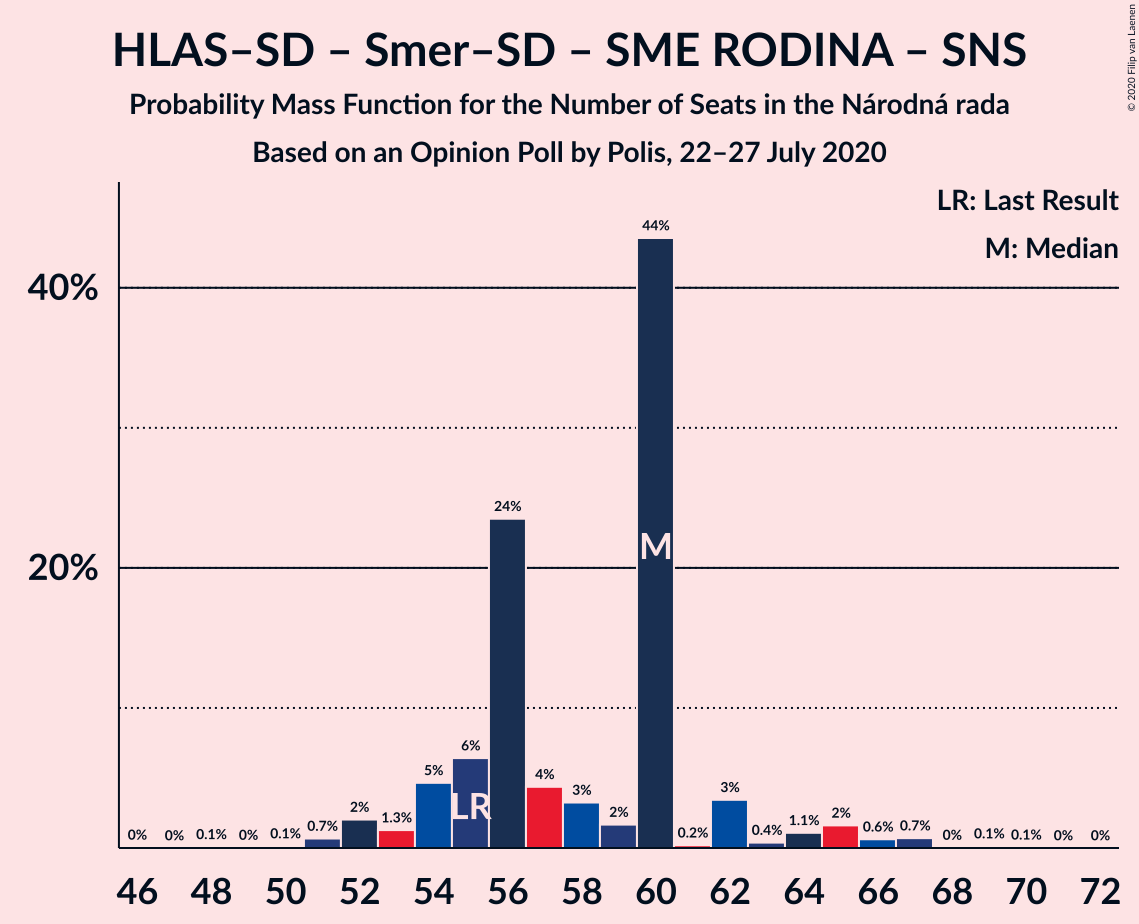 HLAS–SD – Smer–SD – SME RODINA – SNS
Probability Mass Function for the Number of Seats in the Národná rada
Based on an Opinion Poll by Polis, 22–27 July 2020
© 2020 Filip van Laenen
LR: Last Result
M: Median
40%
20%
0% 0% 0.1% 0% 0.1% 0.7% 2% 1.3% 5% 6% 24% 4% 3% 2% 44% 0.2% 3% 0.4% 1.1% 2% 0.6% 0.7% 0% 0.1% 0.1% 0% 0%
LR
M
46 48 50 52 54 56 58 60 62 64 66 68 70 72